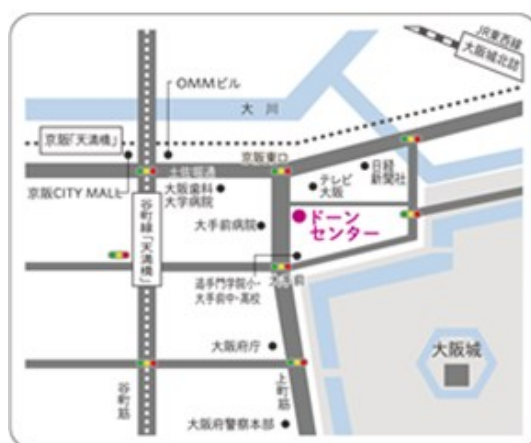 JR東西線
大阪城北詰
OMMビル
大川
京阪「天満橋」
京阪東口
土佐堀通
日経
新聞社
テレビ
大阪
京阪CITY MALL
大阪歯科
大学病院
谷町線「天満橋」
大手前病院
ドーン
センター
追手門学院小・
大手前中・高校
大手前
大阪府庁
大阪城
谷町筋
上町筋
大阪府警察本部